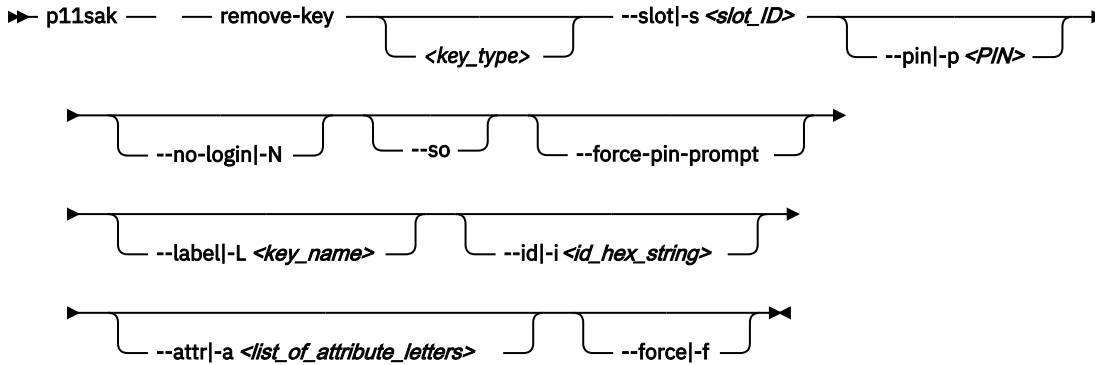 p11sak remove-key --slot|-s <slot_ID>
<key_type> --pin|-p <PIN>
--no-login|-N --so --force-pin-prompt
--label|-L <key_name> --id|-i <id_hex_string>
--attr|-a <list_of_attribute_letters> --force|-f